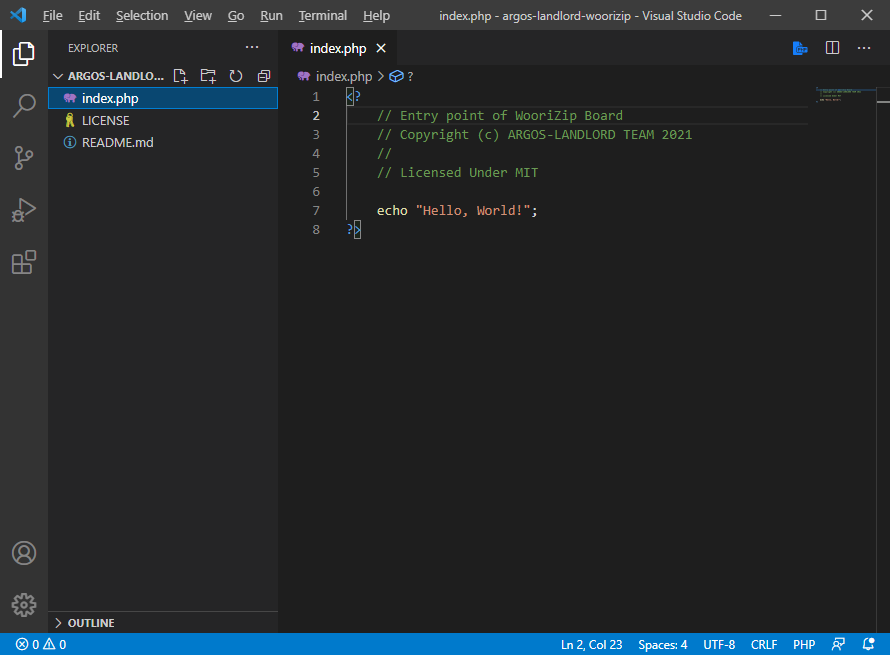 File Edit Selection View Go Run Terminal Help index.php - argos-landlord-woorizip - Visual Studio Code
EXPLORER
index.php
ARGOS-LANDLO...
index.php
LICENSE
README.md
OUTLINE
index.php > ?
1 <?
2 // Entry point of WooriZip Board
3 // Copyright (c) ARGOS-LANDLORD TEAM 2021
4 //
5 // Licensed Under MIT
6
7 echo "Hello, World!";
8 ?>
0 0 Ln 2, Col 23 Spaces: 4 UTF-8 CRLF PHP